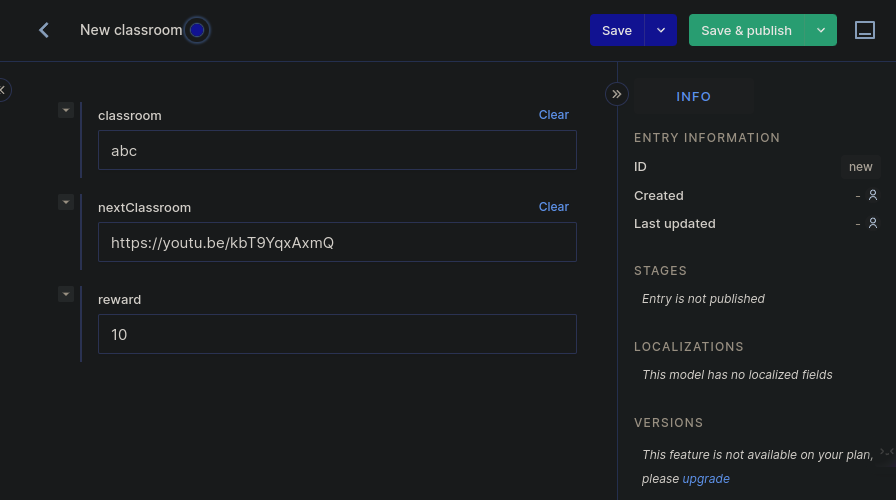 New classroom
Save
Save & publish
classroom
Clear
abc
nextClassroom
Clear
https://youtu.be/kbT9YqxAxmQ
reward
10
INFO
ENTRY INFORMATION
ID
new
Created
-
Last updated
-
STAGES
Entry is not published
LOCALIZATIONS
This model has no localized fields
VERSIONS
This feature is not available on your plan,
please upgrade